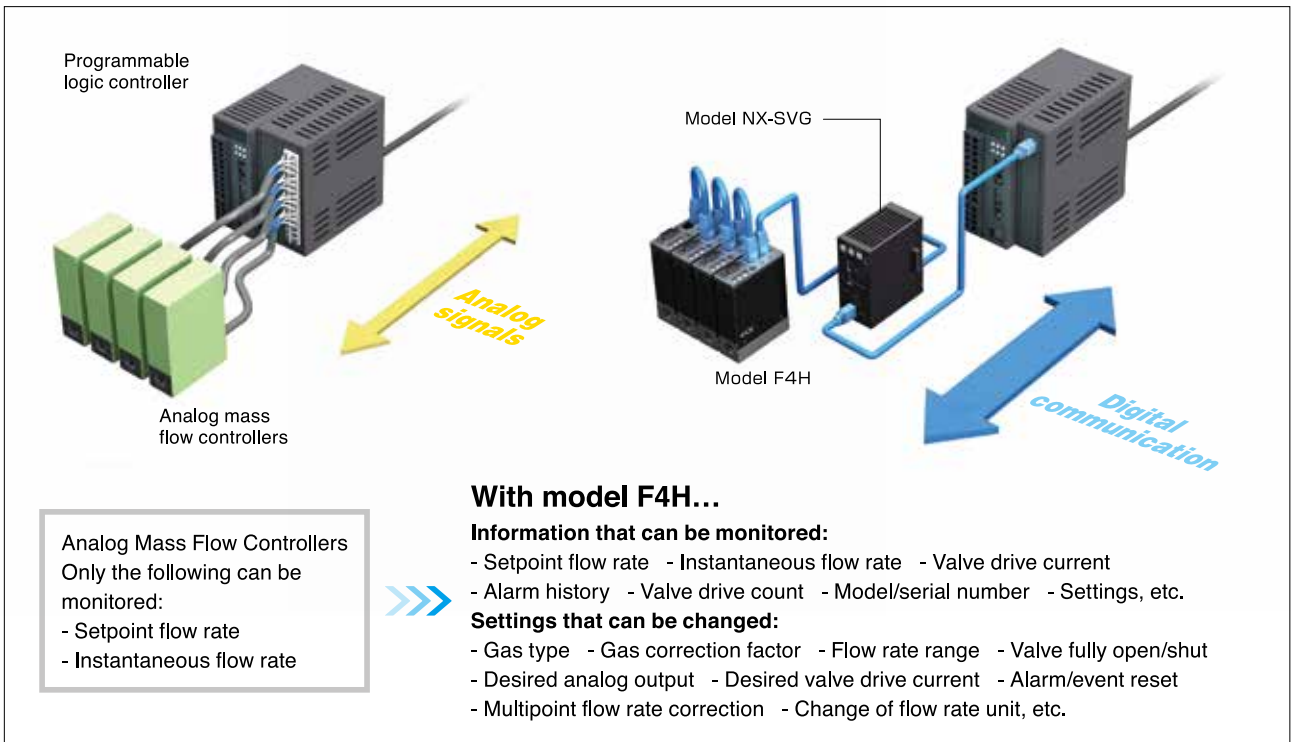 Programmable
logic controller
Analog mass
flow controllers
Analog
signals
Model NX-SVG
Model F4H
Digital
communication
Analog Mass Flow Controllers
Only the following can be
monitored:
- Setpoint flow rate
- Instantaneous flow rate
With model F4H...
Information that can be monitored:
- Setpoint flow rate - Instantaneous flow rate - Valve drive current
- Alarm history - Valve drive count - Model/serial number - Settings, etc.
Settings that can be changed:
- Gas type - Gas correction factor - Flow rate range - Valve fully open/shut
- Desired analog output - Desired valve drive current - Alarm/event reset
- Multipoint flow rate correction - Change of flow rate unit, etc.